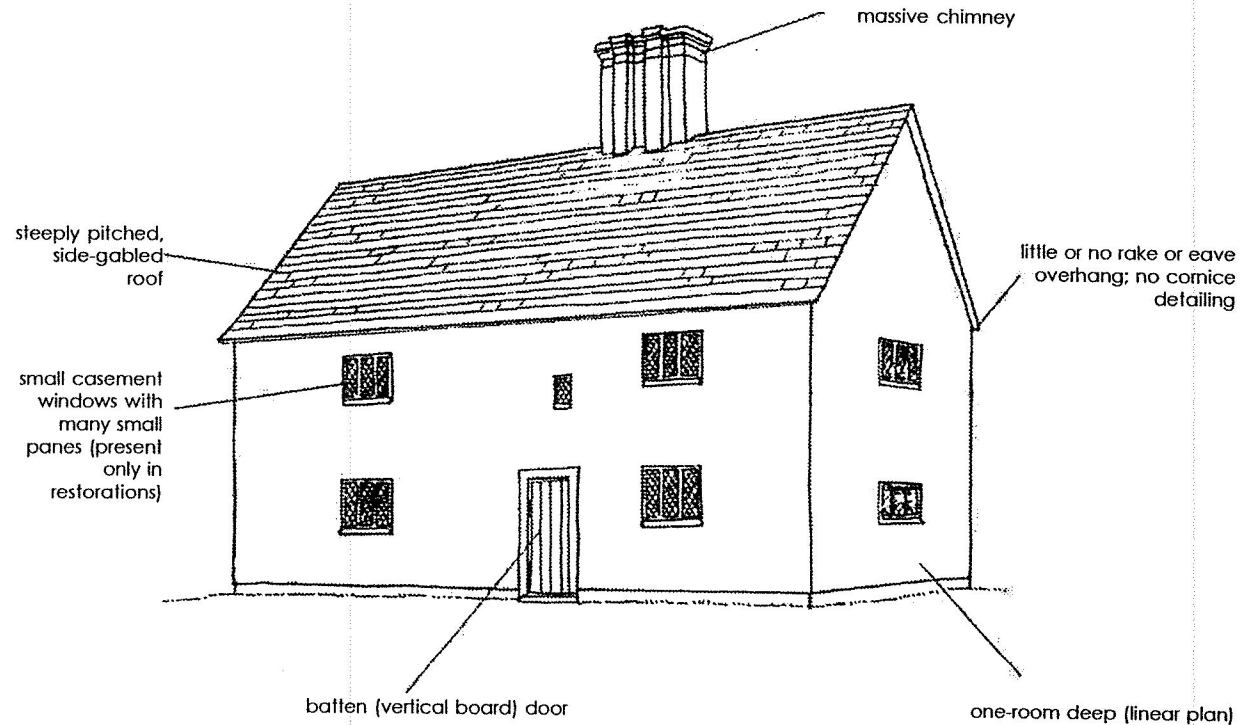 massive chimney
steeply pitched,
side-gabled
roof
little or no rake or eave
overhang; no cornice
detailing
small casement
windows with
many small
panes (present
only in
restorations)
batten (vertical board) door
one-room deep (linear plan)